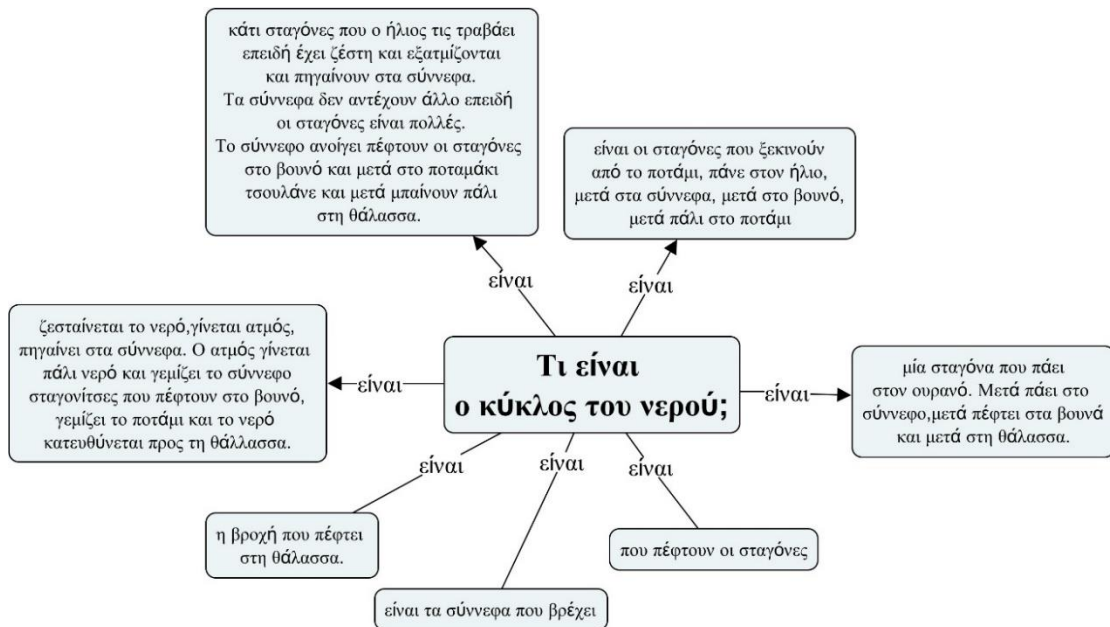 κάτι σταγόνες που ο ήλιος τις τραβάει
επειδή έχει ζέστη και εξατμίζονται
και πηγαίνουν στα σύννεφα.
Τα σύννεφα δεν αντέχουν άλλο επειδή
οι σταγόνες είναι πολλές.
Το σύννεφο ανοίγει πέφτουν οι σταγόνες
στο βουνό και μετά στο ποταμάκι
τσουλάνε και μετά μπαίνουν πάλι
στη θάλασσα.
είναι οι σταγόνες που ξεκινούν
από το ποτάμι, πάνε στον ήλιο,
μετά στα σύννεφα, μετά στο βουνό,
μετά πάλι στο ποτάμι
είναι
είναι
ζεσταίνεται το νερό,γίνεται ατμός,
πηγαίνει στα σύννεφα. Ο ατμός γίνεται
πάλι νερό και γεμίζει το σύννεφο
σταγονίτσες που πέφτουν στο βουνό,
γεμίζει το ποτάμι και το νερό
κατευθύνεται προς τη θάλλασσα.
είναι
Τι είναι
ο κύκλος του νερού;
είναι
μία σταγόνα που πάει
στον ουρανό. Μετά πάει στο
σύννεφο,μετά πέφτει στα βουνά
και μετά στη θάλασσα.
είναι
είναι
είναι
η βροχή που πέφτει
στη θάλασσα.
είναι τα σύννεφα που βρέχει
που πέφτουν οι σταγόνες